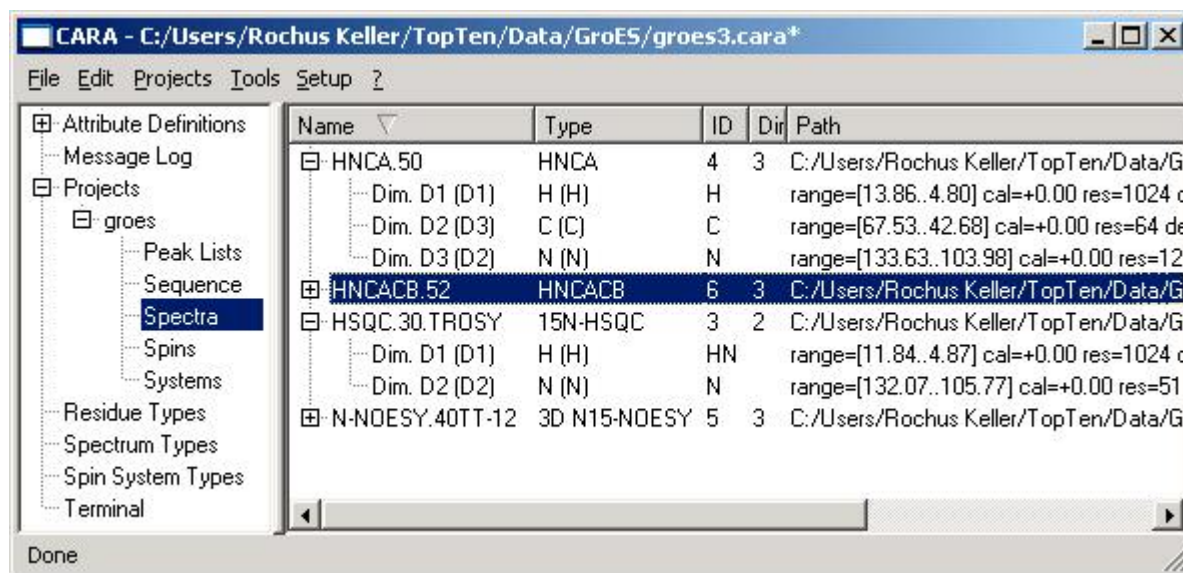 CARA - C:/Users/Rochus Keller/TopTen/Data/GroES/groes3.cara*
File Edit Projects Tools Setup ?
Attribute Definitions
Message Log
Projects
groes
Peak Lists
Sequence
Spectra
Spins
Systems
Residue Types
Spectrum Types
Spin System Types
Terminal
Name Type ID Dir Path
HNCA.50 HNCA 4 3 C:/Users/Rochus Keller/TopTen/Data/G
Dim. D1 (D1) H (H) H range=[13.86..4.80] cal=+0.00 res=1024
Dim. D2 (D3) C (C) C range=[67.53..42.68] cal=+0.00 res=64 de
Dim. D3 (D2) N (N) N range=[133.63..103.98] cal=+0.00 res=12
HNCACB.52 HNCACB 6 3 C:/Users/Rochus Keller/TopTen/Data/G
HSQC.30.TROSY 15N-HSQC 3 2 C:/Users/Rochus Keller/TopTen/Data/G
Dim. D1 (D1) H (H) HN range=[11.84..4.87] cal=+0.00 res=1024
Dim. D2 (D2) N (N) N range=[132.07..105.77] cal=+0.00 res=51
N-NOESY.40TT-12 3D N15-NOESY 5 3 C:/Users/Rochus Keller/TopTen/Data/G
Done